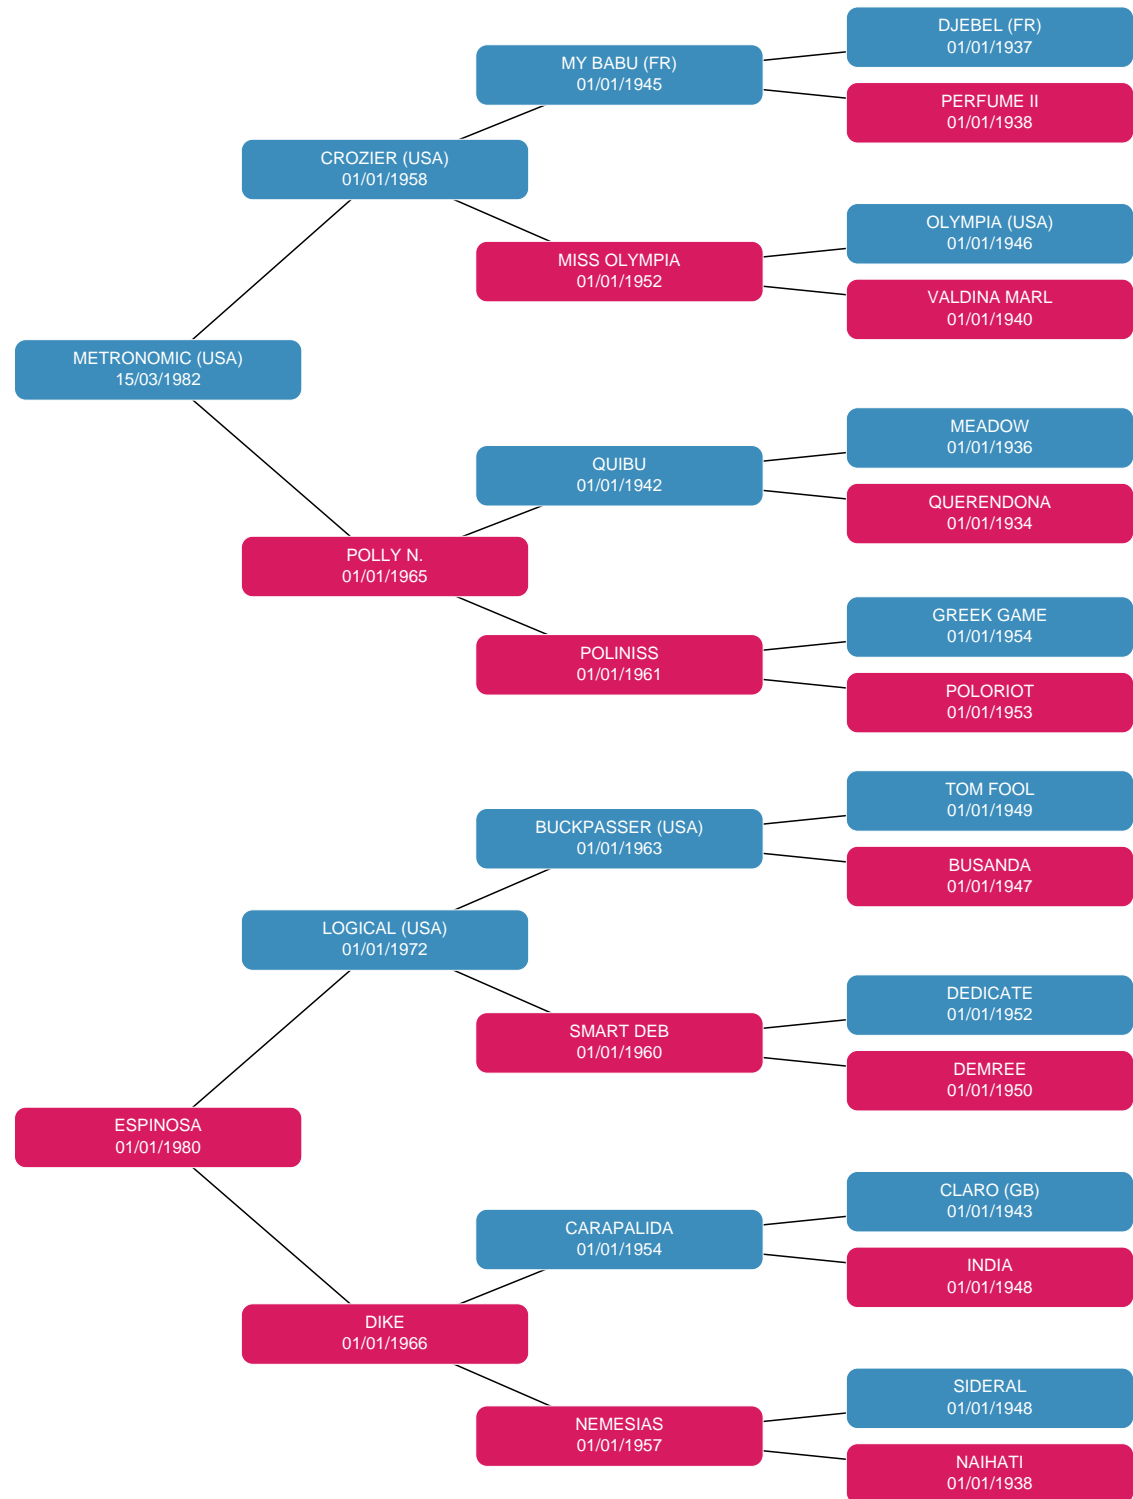 DJEBEL (FR)
01/01/1937
MY BABU (FR)
01/01/1945
PERFUME II
01/01/1938
CROZIER (USA)
01/01/1958
OLYMPIA (USA)
01/01/1946
MISS OLYMPIA
01/01/1952
VALDINA MARL
01/01/1940
METRONOMIC (USA)
15/03/1982
MEADOW
01/01/1936
QUIBU
01/01/1942
QUERENDONA
01/01/1934
POLLY N.
01/01/1965
GREEK GAME
01/01/1954
POLINISS
01/01/1961
POLORIOT
01/01/1953
TOM FOOL
01/01/1949
BUCKPASSER (USA)
01/01/1963
BUSANDA
01/01/1947
LOGICAL (USA)
01/01/1972
DEDICATE
01/01/1952
SMART DEB
01/01/1960
DEMREE
01/01/1950
ESPINOSA
01/01/1980
CLARO (GB)
01/01/1943
CARAPALIDA
01/01/1954
INDIA
01/01/1948
DIKE
01/01/1966
SIDERAL
01/01/1948
NEMESIAS
01/01/1957
NAIHATI
01/01/1938